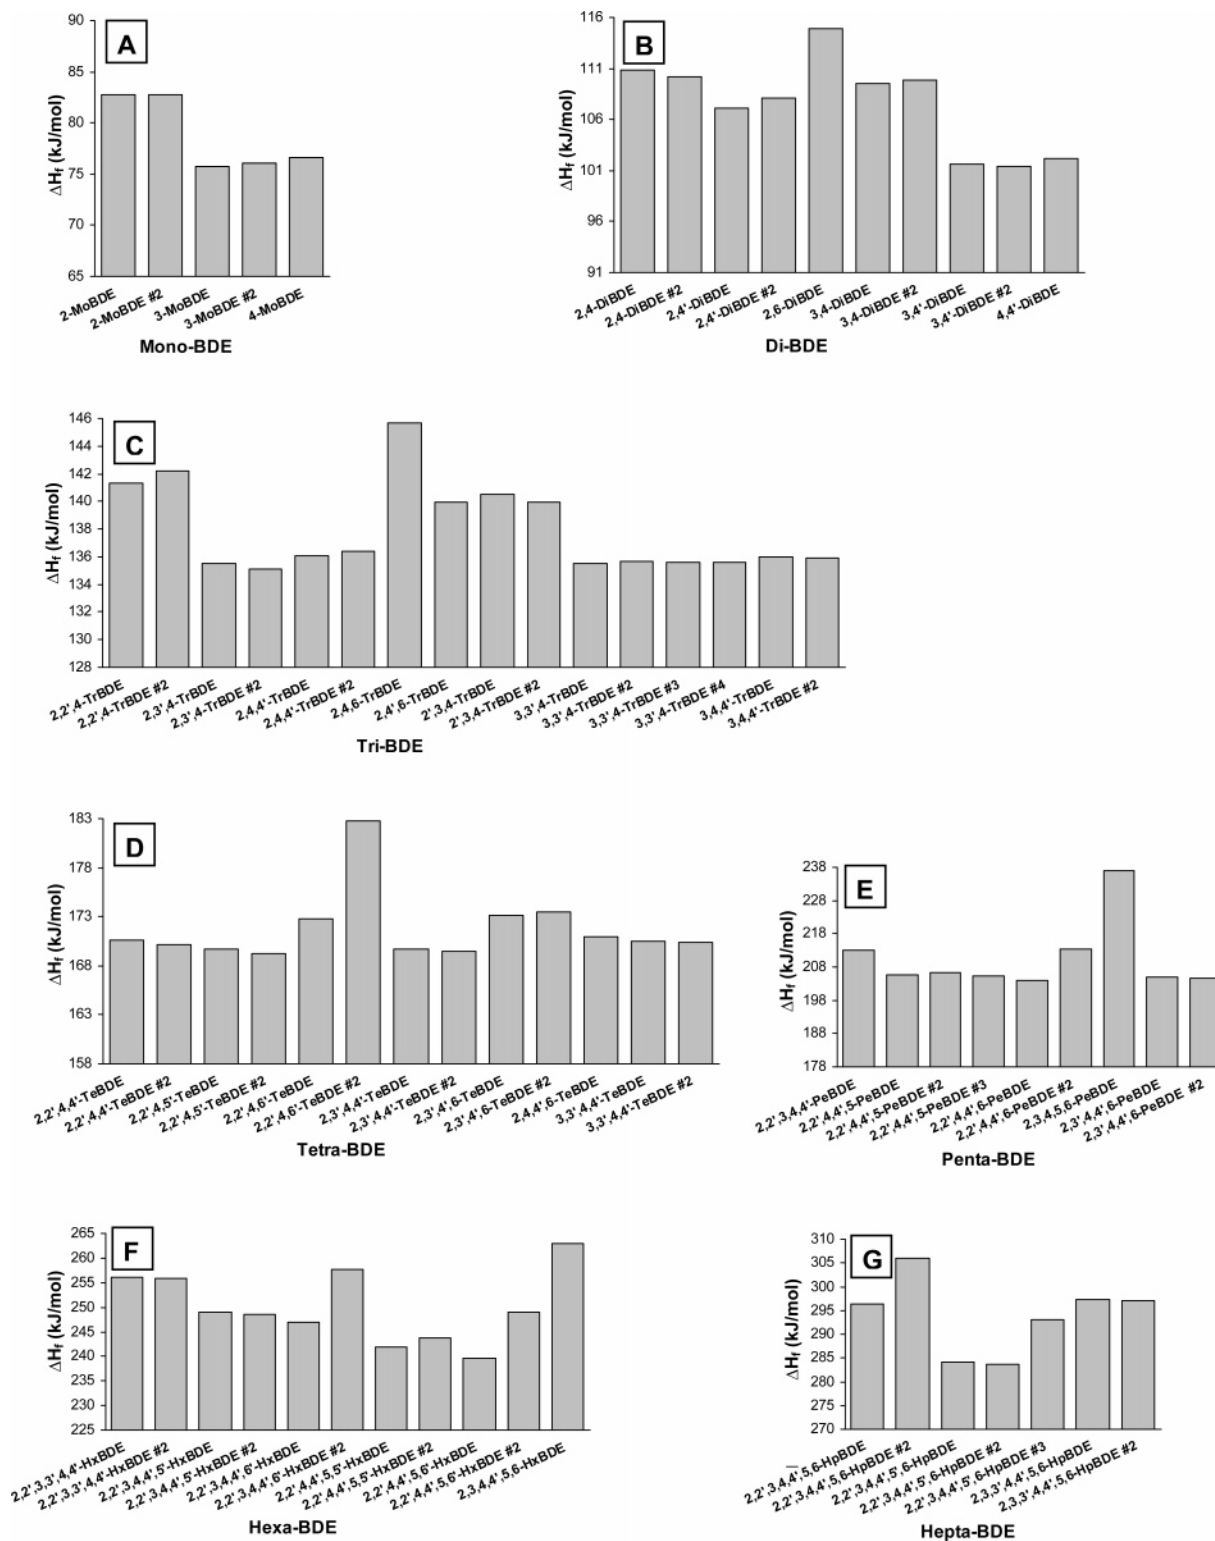 A
ΔHf (kJ/mol)
90
85
80
75
70
65
2-MoBDE
2-MoBDE #2
3-MoBDE
3-MoBDE #2
4-MoBDE
Mono-BDE
B
ΔHf (kJ/mol)
116
111
106
101
96
91
2,4-DiBDE
2,4-DiBDE #2
2,4'-DiBDE
2,4'-DiBDE #2
2,6-DiBDE
3,4-DiBDE
3,4-DiBDE #2
3,4'-DiBDE
3,4'-DiBDE #2
4,4'-DiBDE
Di-BDE
C
ΔHf (kJ/mol)
146
144
142
140
138
136
134
132
130
128
2,2',4-TrBDE
2,2',4-TrBDE #2
2,3',4-TrBDE
2,3',4-TrBDE #2
2,4,4'-TrBDE
2,4,4'-TrBDE #2
2,4,6-TrBDE
2,4',6-TrBDE
2',3,4-TrBDE
2',3,4-TrBDE #2
3,3',4-TrBDE
3,3',4-TrBDE #2
3,3',4-TrBDE #3
3,3',4-TrBDE #4
3,4,4'-TrBDE
3,4,4'-TrBDE #2
Tri-BDE
D
ΔHf (kJ/mol)
183
178
173
168
163
158
2,2',4,4'-TeBDE
2,2',4,4'-TeBDE #2
2,2',4,5'-TeBDE
2,2',4,5'-TeBDE #2
2,2',4,6'-TeBDE
2,2',4,6'-TeBDE #2
2,3',4,4'-TeBDE
2,3',4,4'-TeBDE #2
2,3',4',6-TeBDE
2,3',4',6-TeBDE #2
2,4,4',6-TeBDE
3,3',4,4'-TeBDE
3,3',4,4'-TeBDE #2
Tetra-BDE
E
ΔHf (kJ/mol)
238
228
218
208
198
188
178
2,2',3,4,4'-PeBDE
2,2',4,4',5-PeBDE
2,2',4,4',5-PeBDE #2
2,2',4,4',5-PeBDE #3
2,2',4,4',6-PeBDE
2,2',4,4',6-PeBDE #2
2,3,4,5,6-PeBDE
2,3',4,4',6-PeBDE
2,3',4,4',6-PeBDE #2
Penta-BDE
F
ΔHf (kJ/mol)
265
260
255
250
245
240
235
230
225
2,2',3,3',4,4'-HxBDE
2,2',3,3',4,4'-HxBDE #2
2,2',3,4,4',5'-HxBDE
2,2',3,4,4',5'-HxBDE #2
2,2',3,4,4',6'-HxBDE
2,2',3,4,4',6'-HxBDE #2
2,2',4,4',5,5'-HxBDE
2,2',4,4',5,5'-HxBDE #2
2,2',4,4',5,6'-HxBDE
2,2',4,4',5,6'-HxBDE #2
2,3,4,4',5,6-HxBDE
Hexa-BDE
G
ΔHf (kJ/mol)
310
305
300
295
290
285
280
275
270
2,2',3,4,4',5,6-HpBDE
2,2',3,4,4',5,6-HpBDE #2
2,2',3,4,4',5',6-HpBDE
2,2',3,4,4',5',6-HpBDE #2
2,2',3,4,4',5',6-HpBDE #3
2,3,3',4,4',5,6-HpBDE
2,3,3',4,4',5,6-HpBDE #2
Hepta-BDE